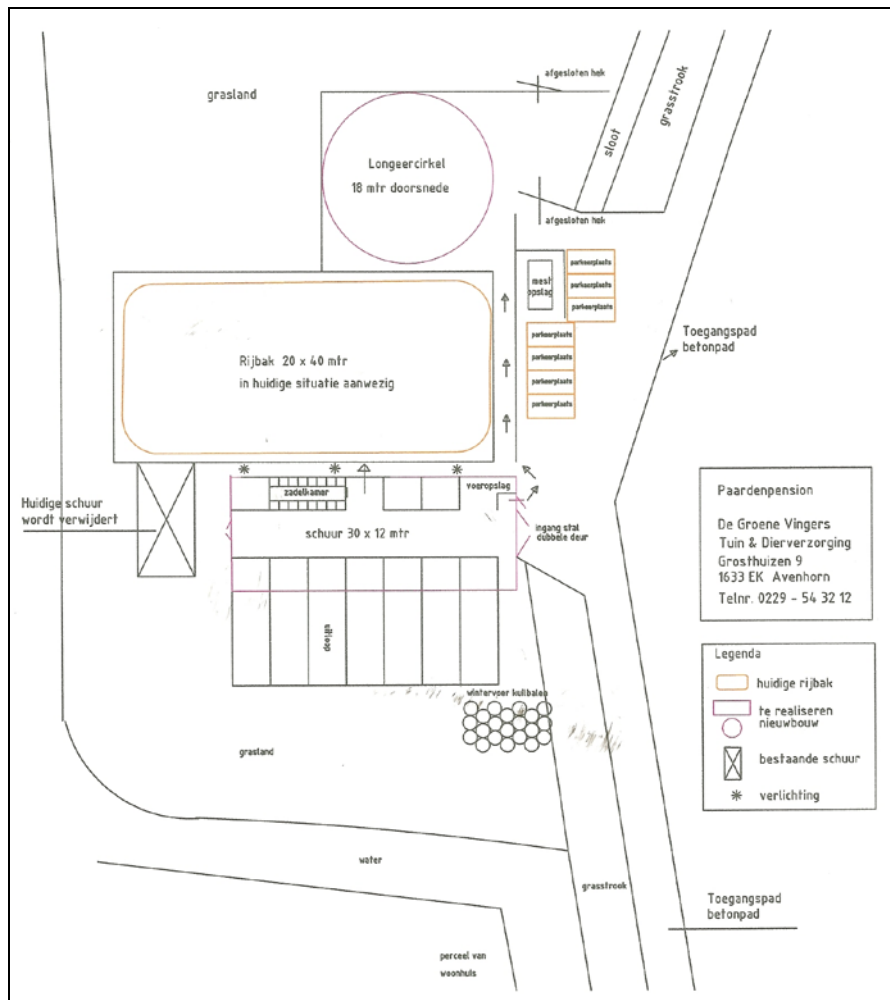 grasland
afgesloten hek
sloot
grasstrook
Longeercirkel
18 mtr doorsnede
afgesloten hek
mest
opslag
parkeerplaats
parkeerplaats
parkeerplaats
parkeerplaats
parkeerplaats
parkeerplaats
parkeerplaats
Toegangspad
betonpad
Rijbak 20 x 40 mtr
in huidige situatie aanwezig
Huidige schuur
wordt verwijdert
zadelkamer
voeropslag
schuur 30 x 12 mtr
ingang stal
dubbele deur
uitloop
wintervoer kuilbalen
grasland
water
grasstrook
perceel van
woonhuis
Paardenpension
De Groene Vingers
Tuin & Dierverzorging
Grosthuizen 9
1633 EK Avenhorn
Telnr. 0229 - 54 32 12
Legenda
huidige rijbak
te realiseren
nieuwbouw
bestaande schuur
verlichting
Toegangspad
betonpad